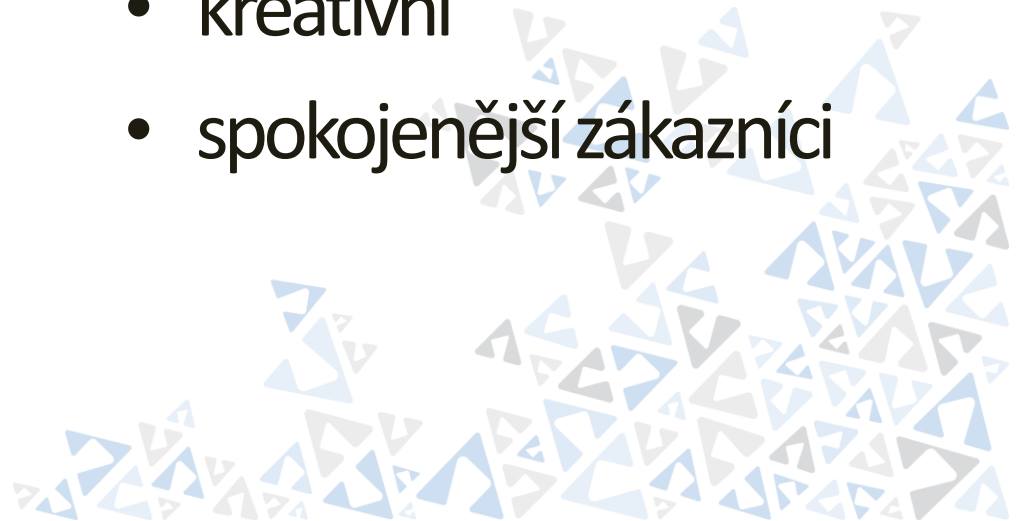 • kreativní
• spokojenější zákazníci